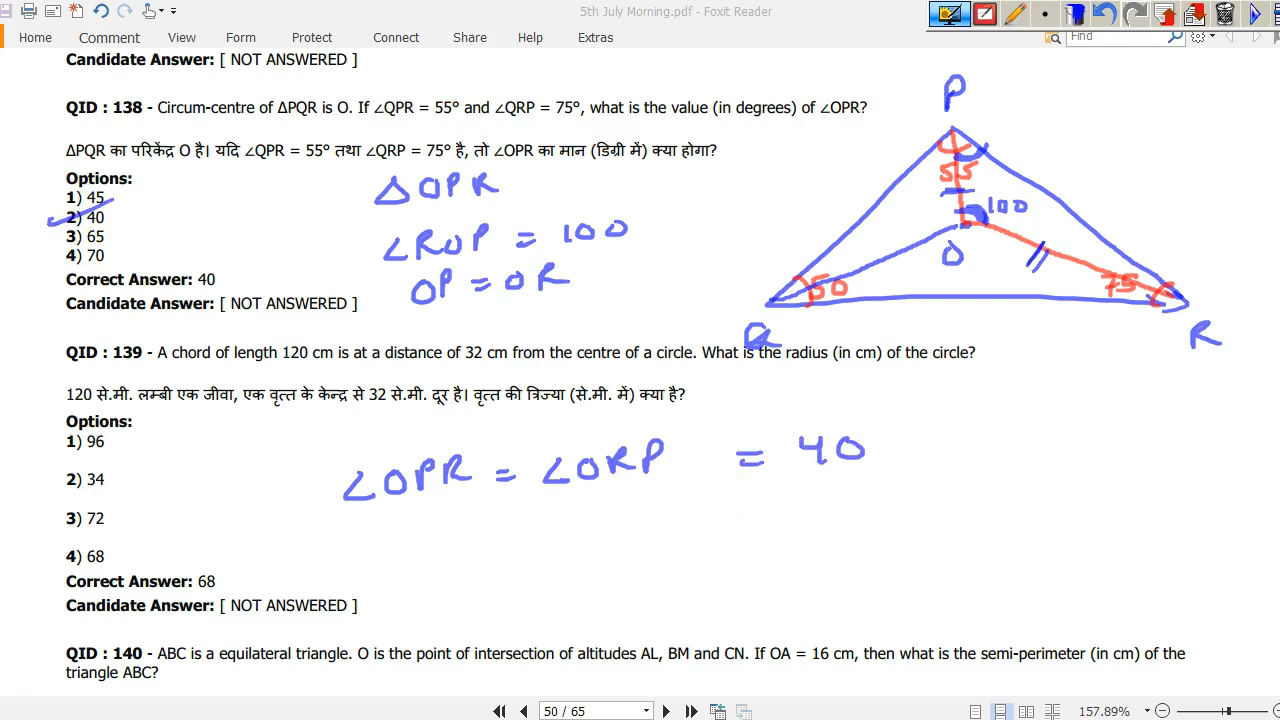 5th July Morning.pdf - Foxit Reader
Home Comment View Form Protect Connect Share Help Extras
Find
Candidate Answer: [ NOT ANSWERED ]
QID : 138 - Circum-centre of ΔPQR is O. If ∠QPR = 55° and ∠QRP = 75°, what is the value (in degrees) of ∠OPR?
ΔPQR का परिकेंद्र O है। यदि ∠QPR = 55° तथा ∠QRP = 75° है, तो ∠OPR का मान (डिग्री में) क्या होगा?
Options:
1) 45
2) 40
3) 65
4) 70
Correct Answer: 40
Candidate Answer: [ NOT ANSWERED ]
Δ OPR
∠ROP = 100
OP = OR
P
55
100
O
50
75
Q
R
QID : 139 - A chord of length 120 cm is at a distance of 32 cm from the centre of a circle. What is the radius (in cm) of the circle?
120 से.मी. लम्बी एक जीवा, एक वृत्त के केन्द्र से 32 से.मी. दूर है। वृत्त की त्रिज्या (से.मी. में) क्या है?
Options:
1) 96
2) 34
3) 72
4) 68
∠OPR = ∠ORP = 40
Correct Answer: 68
Candidate Answer: [ NOT ANSWERED ]
QID : 140 - ABC is a equilateral triangle. O is the point of intersection of altitudes AL, BM and CN. If OA = 16 cm, then what is the semi-perimeter (in cm) of the
triangle ABC?
50 / 65
157.89%